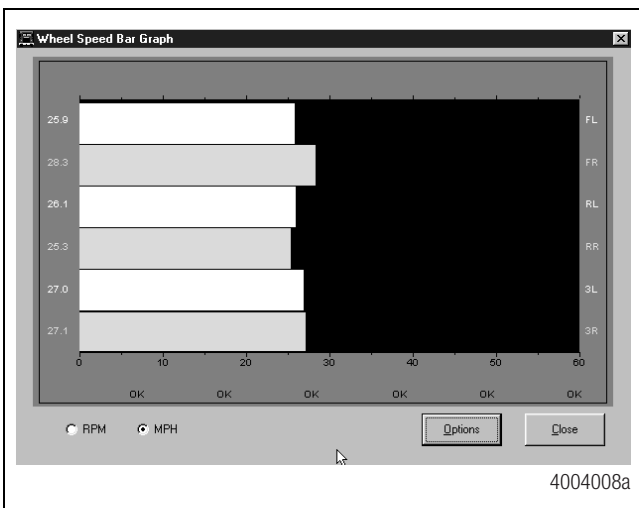 Wheel Speed Bar Graph
25.9 FL
28.3 FR
26.1 RL
25.3 RR
27.0 3L
27.1 3R
0 10 20 30 40 50 60
OK OK OK OK OK OK
RPM MPH Options Close
4004008a